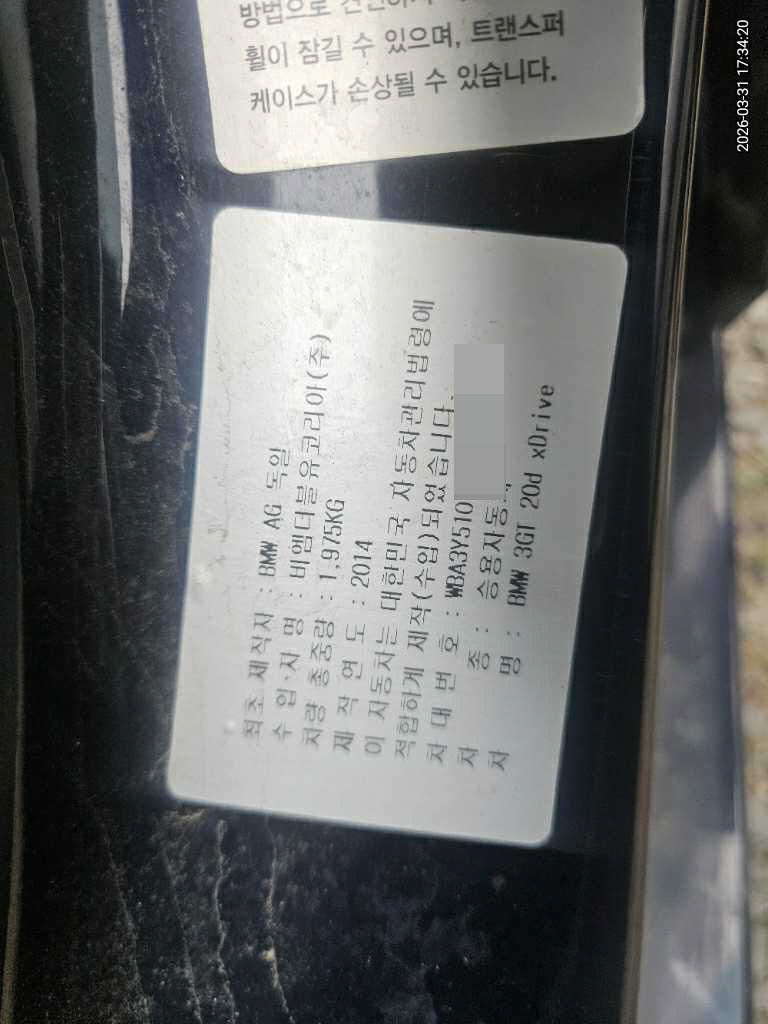 방법으로
휠이 잠길 수 있으며, 트랜스퍼
케이스가 손상될 수 있습니다.
최초 제작자 : BMW AG 독일
수 입·자 명 : 비엠더블유코리아(주)
차량 총중량 : 1,975KG
제 작 연 도 : 2014
이 자동차는 대한민국 자동차관리법령에
적합하게 제작(수입)되었습니다.
차 대 번 호 : WBA3Y510
차 종 : 승용자동
차 명 : BMW 3GT 20d xDrive
2026-03-31 17:34:20